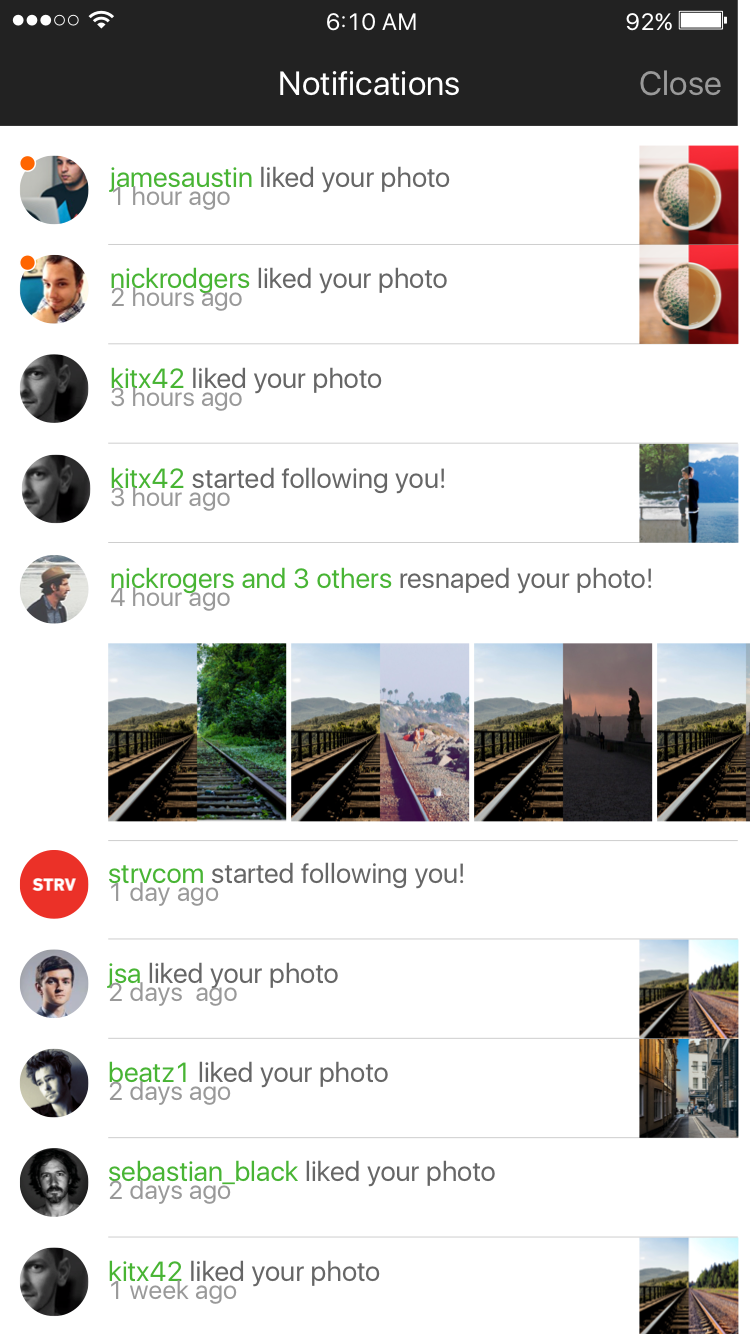 6:10 AM
92%
Notifications
Close
jamesaustin liked your photo
1 hour ago
nickrodgers liked your photo
2 hours ago
kitx42 liked your photo
3 hours ago
kitx42 started following you!
3 hour ago
nickrogers and 3 others resnaped your photo!
4 hour ago
STRV
strvcom started following you!
1 day ago
jsa liked your photo
2 days  ago
beatz1 liked your photo
2 days ago
sebastian_black liked your photo
2 days ago
kitx42 liked your photo
1 week ago